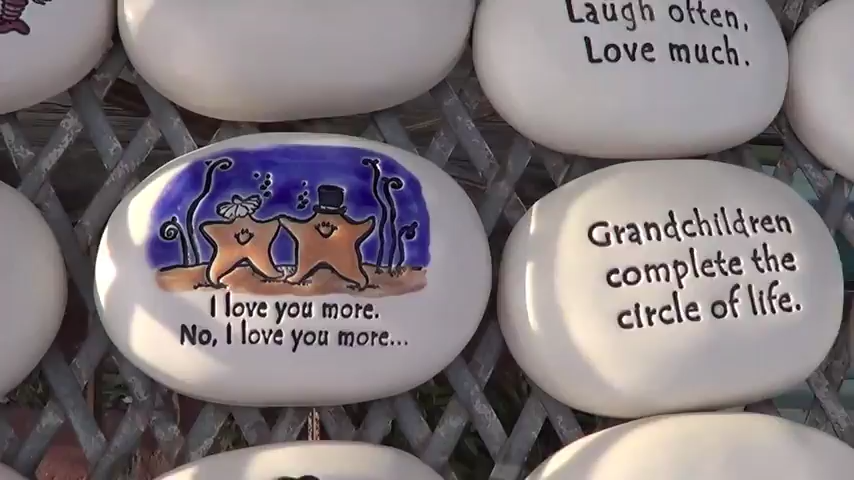 Laugh often,
Love much.
I love you more.
No, I love you more...
Grandchildren
complete the
circle of life.